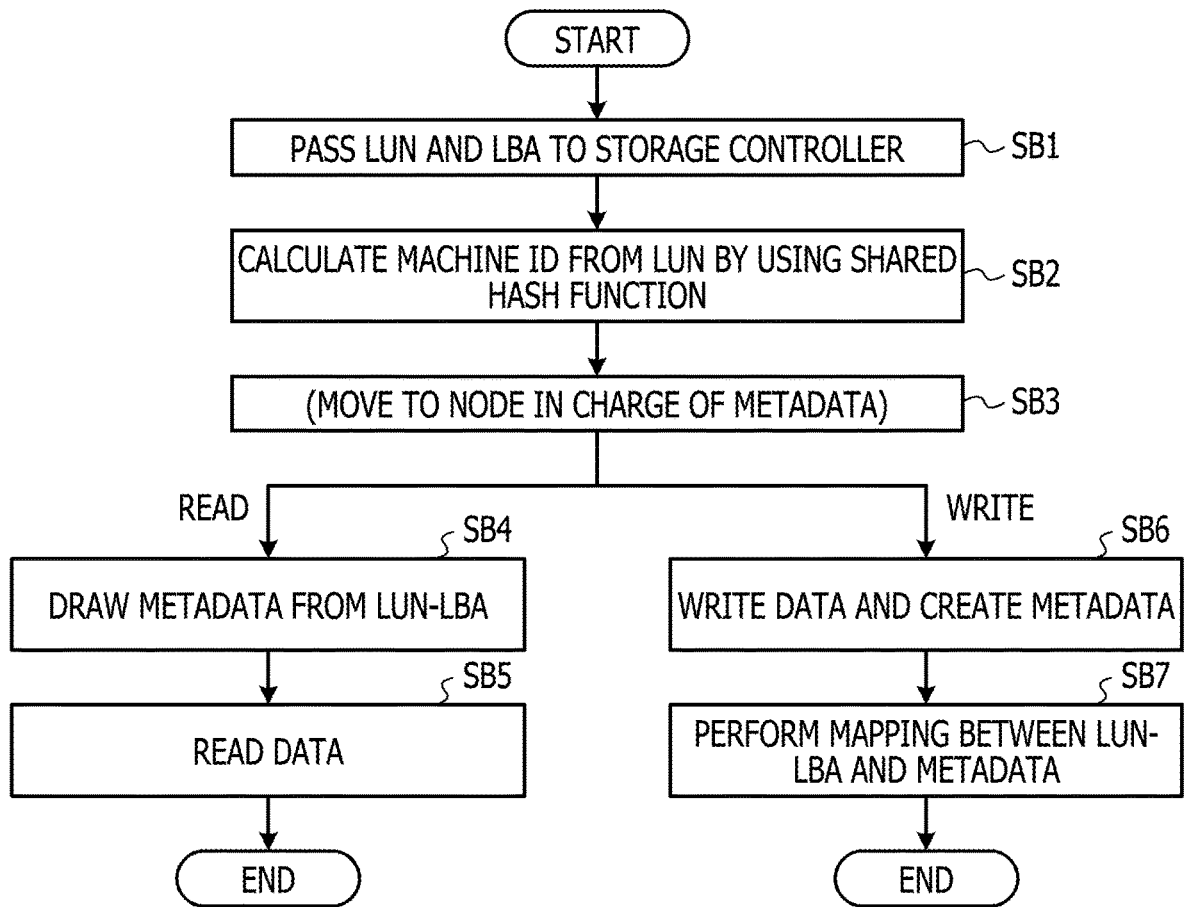 START
PASS LUN AND LBA TO STORAGE CONTROLLER
SB1
CALCULATE MACHINE ID FROM LUN BY USING SHARED
HASH FUNCTION
SB2
(MOVE TO NODE IN CHARGE OF METADATA)
SB3
READ
WRITE
SB4
DRAW METADATA FROM LUN-LBA
SB5
READ DATA
END
SB6
WRITE DATA AND CREATE METADATA
SB7
PERFORM MAPPING BETWEEN LUN-
LBA AND METADATA
END